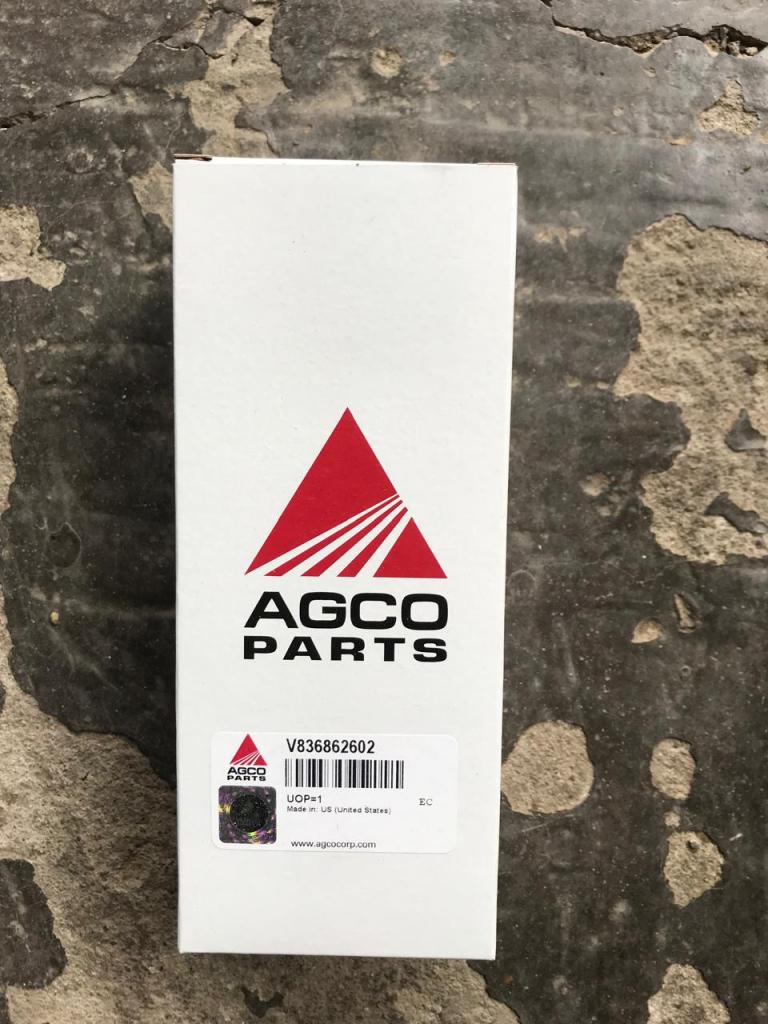 AGCO
PARTS
V836862602
AGCO
PARTS
UOP=1
EC
Made in: US (United States)
www.agcocorp.com